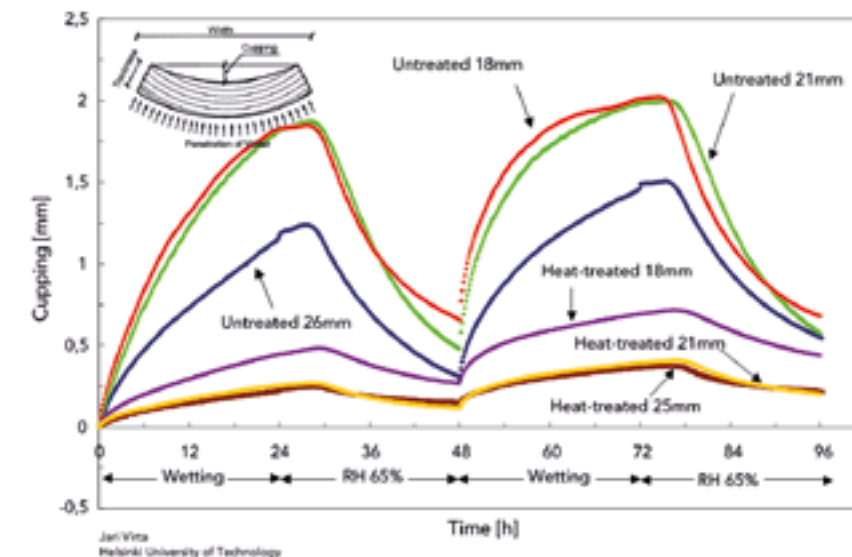 2,5
2
1,5
1
0,5
0
-0,5
Cupping [mm]
Width
Cupping
Thickness
Penetration of water
Untreated 18mm
Untreated 21mm
Untreated 26mm
Heat-treated 18mm
Heat-treated 21mm
Heat-treated 25mm
0 12 24 36 48 60 72 84 96
Wetting RH 65% Wetting RH 65%
Time [h]
Jari Virta
Helsinki University of Technology